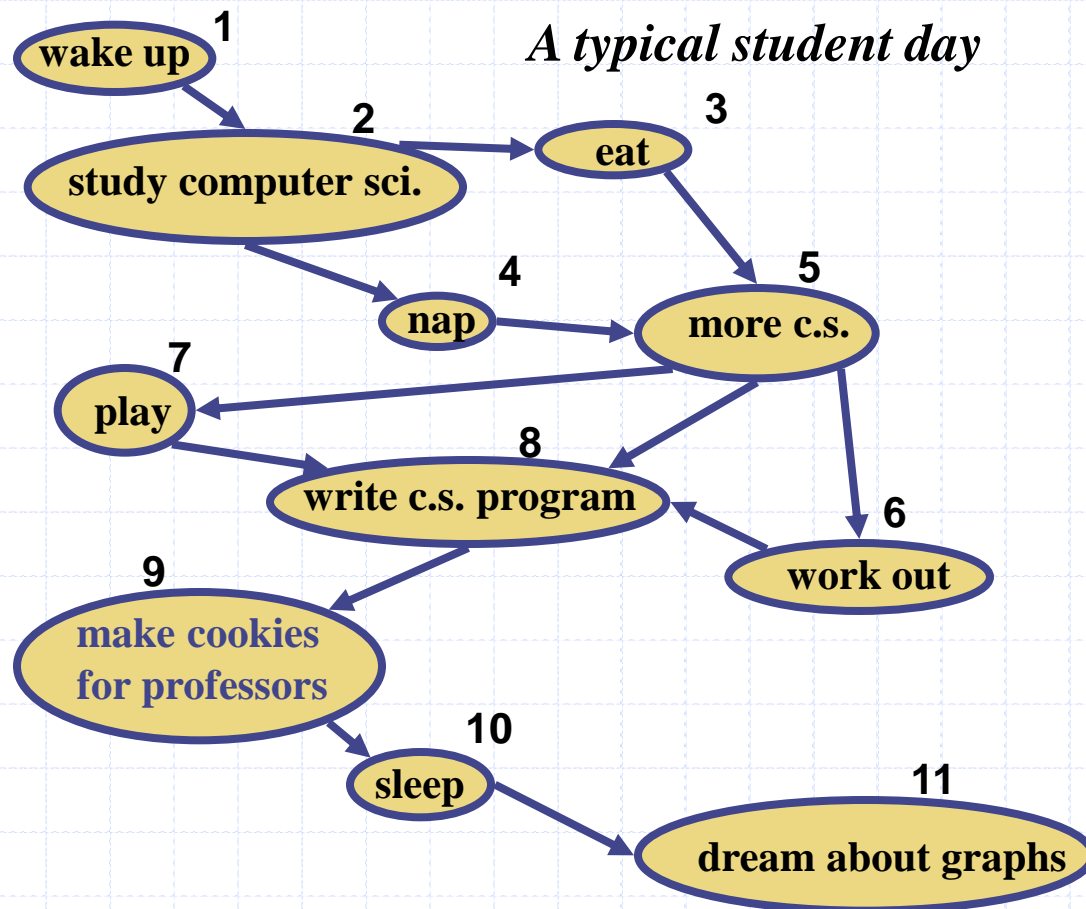 A typical student day
1
wake up
2
study computer sci.
3
eat
4
nap
5
more c.s.
7
play
8
write c.s. program
6
work out
9
make cookies
for professors
10
sleep
11
dream about graphs